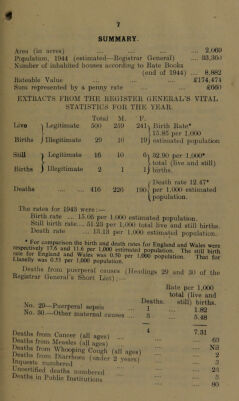 7
SUMMARY.
Area (in acres) ... 2,069
Population, 1944 (estimated—Registrar General) ... 33,300
Number of inhabited houses according to Rate Books
(end of 1944) ... 8,882
Rateable Value ... £174,474
Sum represented by a penny rate ... £660
EXTRACTS FROM THE REGISTER GENERAL'S VITAL
STATISTICS FOR THE YEAR.
Total M. F.
Live } Legitimate 500 259 241 } Birth Rate*
15.85 per 1,000
Births } Illegitimate 29 10 19 } estimated population
Still } Legitimate 16 10 6 } 32.90 per 1,000*
total (live and still)
Births } Illegitimate 2 1 1 } births.
Death rate 12.47*
Deaths ... 416 226 190 per 1,000 estimated
population.
The rates for 1943 were:—
Birth rate ... 15.05 per 1,000 estimated population.
Still birth rate... 51.23 per 1,000 total live and still births.
Death rate 13.13 per 1,000 estimated population.
* For comparison the birth and death rates for England and Wales were
respectively 17.6 and 11.6 per 1,000 estimated population. The still birth
rate for England and Wales was 0.50 per 1,000 population. That for
Llanelly was 0.53 per 1,000 population.
Deaths from puerperal causes (Headings 29 and 30 of the
Registrar General's Short List):—
Rate per 1,000
total (live and
Deaths. still) births.
No. 29—Puerperal sepsis ... 1 ... 1.82
No. 30.—Other maternal causes ... 3 ... 5.48
4 7.31
Deaths from Cancer (all ages) ... 60
Deaths from Measles (all ages) ... Nil
Deaths from Whooping Cough (all ages) ... 2
Deaths from Diarrhoea (under 2 years) ... 3
Inquests numbered ... 23
Uncertified deaths numbered ... 5
Deaths in Public Institutions ... 80